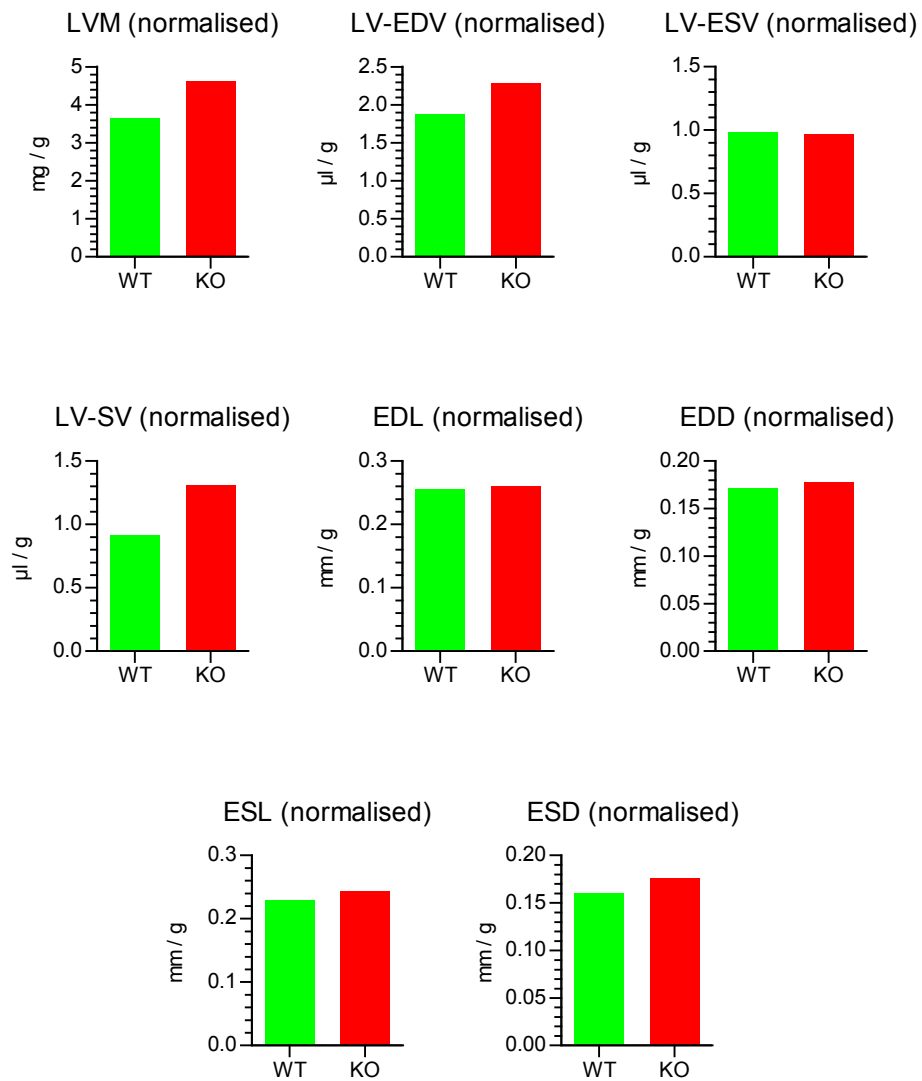 LVM (normalised)
5
4
3
2
1
0
mg / g
WT KO
LV-EDV (normalised)
2.5
2.0
1.5
1.0
0.5
0.0
µl / g
WT KO
LV-ESV (normalised)
1.5
1.0
0.5
0.0
µl / g
WT KO
LV-SV (normalised)
1.5
1.0
0.5
0.0
µl / g
WT KO
EDL (normalised)
0.3
0.2
0.1
0.0
mm / g
WT KO
EDD (normalised)
0.20
0.15
0.10
0.05
0.00
mm / g
WT KO
ESL (normalised)
0.3
0.2
0.1
0.0
mm / g
WT KO
ESD (normalised)
0.20
0.15
0.10
0.05
0.00
mm / g
WT KO